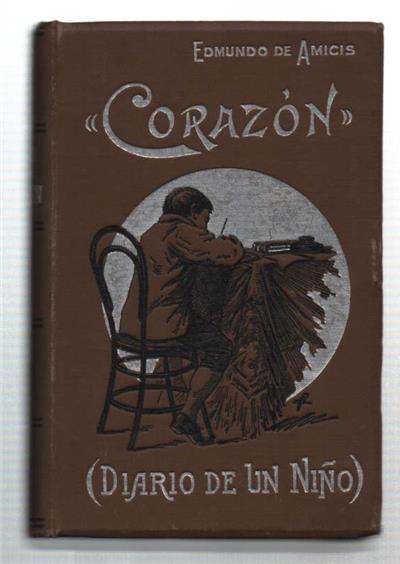 EDMUNDO DE AMICIS
«CORAZÓN»
(DIARIO DE UN NIÑO)